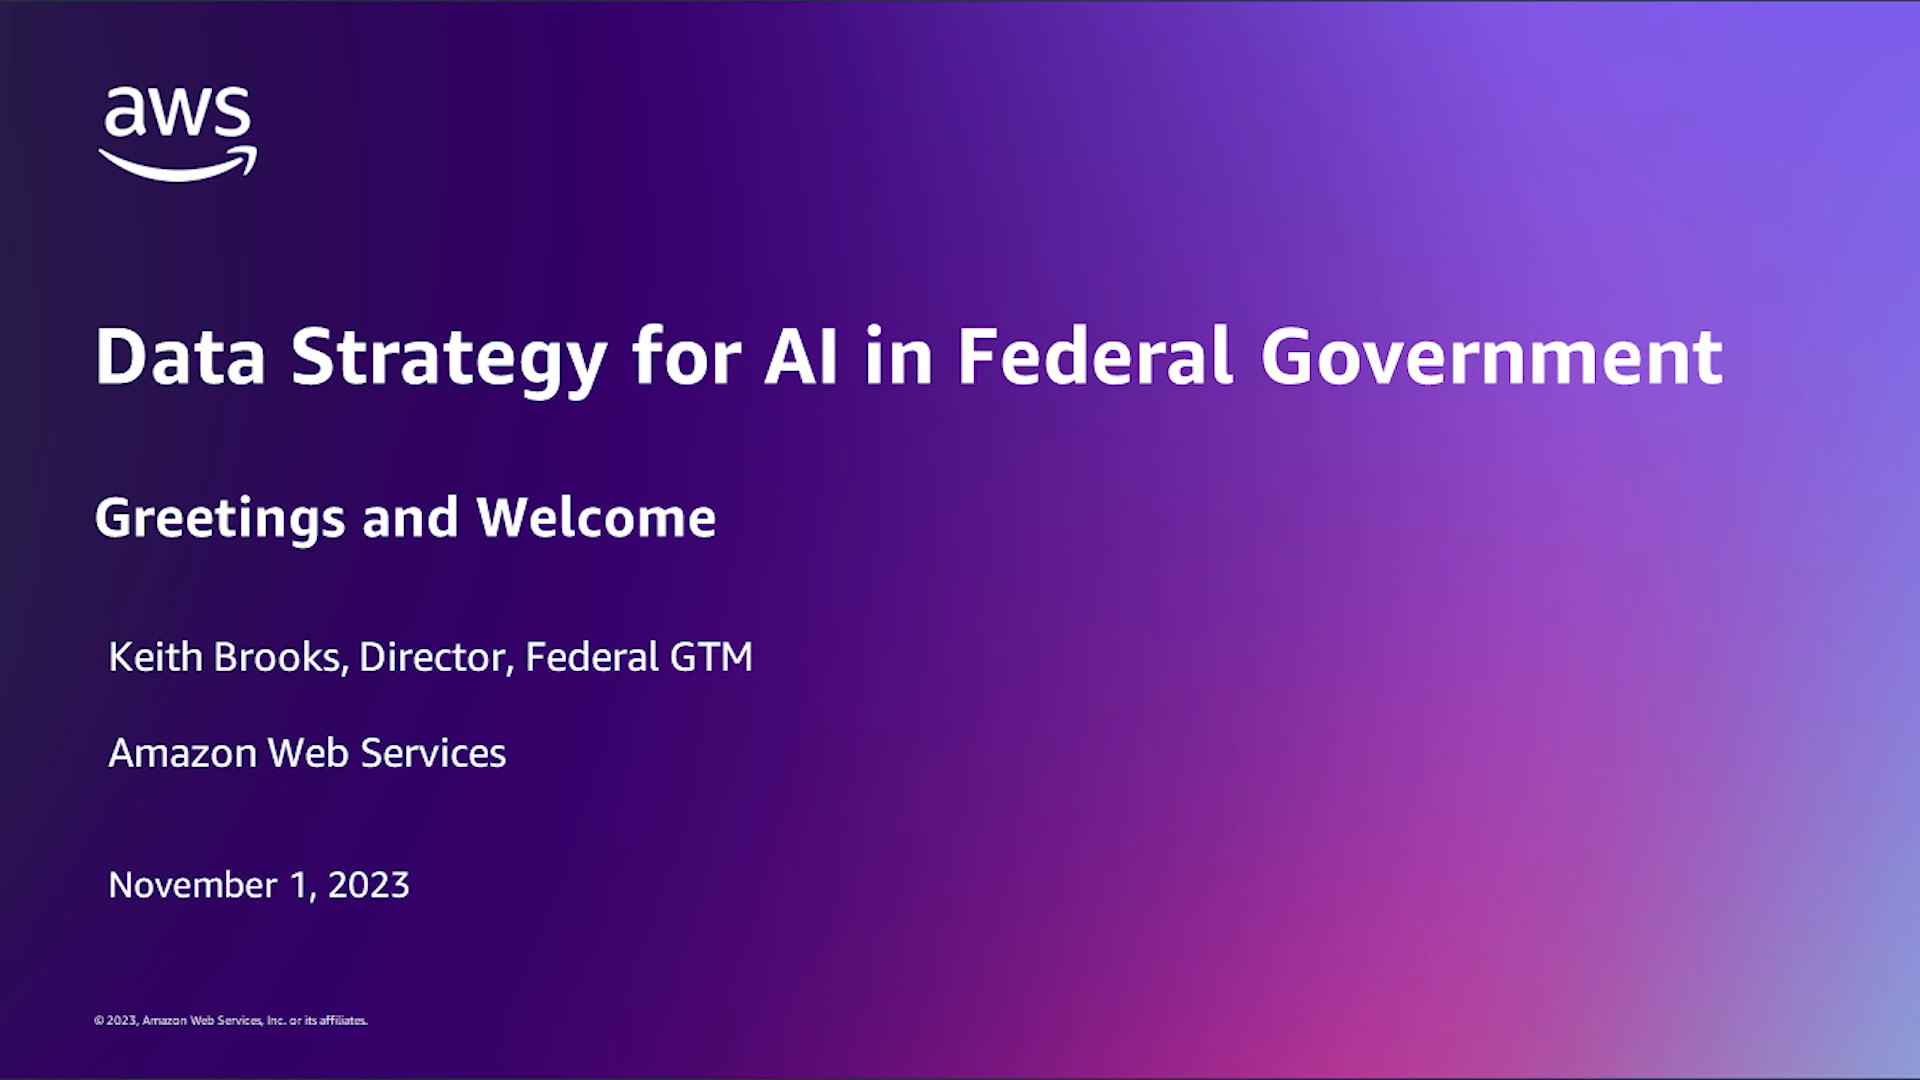 aws
Data Strategy for AI in Federal Government
Greetings and Welcome
Keith Brooks, Director, Federal GTM
Amazon Web Services
November 1, 2023
© 2023, Amazon Web Services, Inc. or its affiliates.